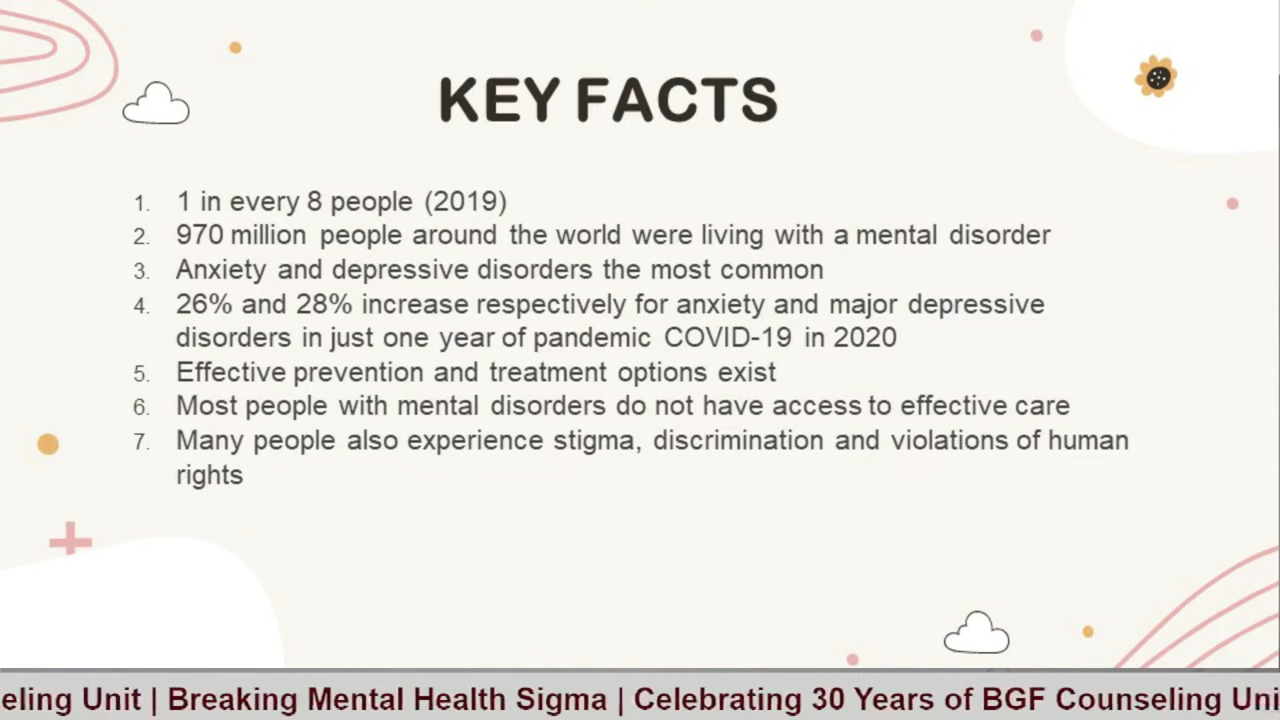 KEY FACTS
1. 1 in every 8 people (2019)
2. 970 million people around the world were living with a mental disorder
3. Anxiety and depressive disorders the most common
4. 26% and 28% increase respectively for anxiety and major depressive
disorders in just one year of pandemic COVID-19 in 2020
5. Effective prevention and treatment options exist
6. Most people with mental disorders do not have access to effective care
7. Many people also experience stigma, discrimination and violations of human
rights
eling Unit | Breaking Mental Health Sigma | Celebrating 30 Years of BGF Counseling Uni